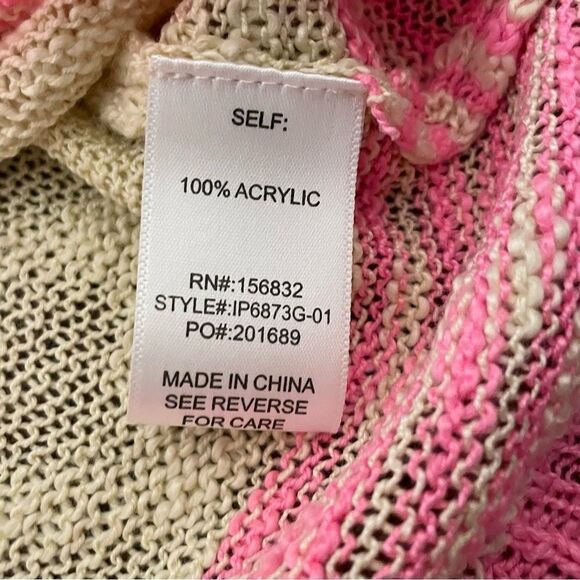 SELF:
100% ACRYLIC
RN#:156832
STYLE#:IP6873G-01
PO#:201689
MADE IN CHINA
SEE REVERSE
FOR CARE